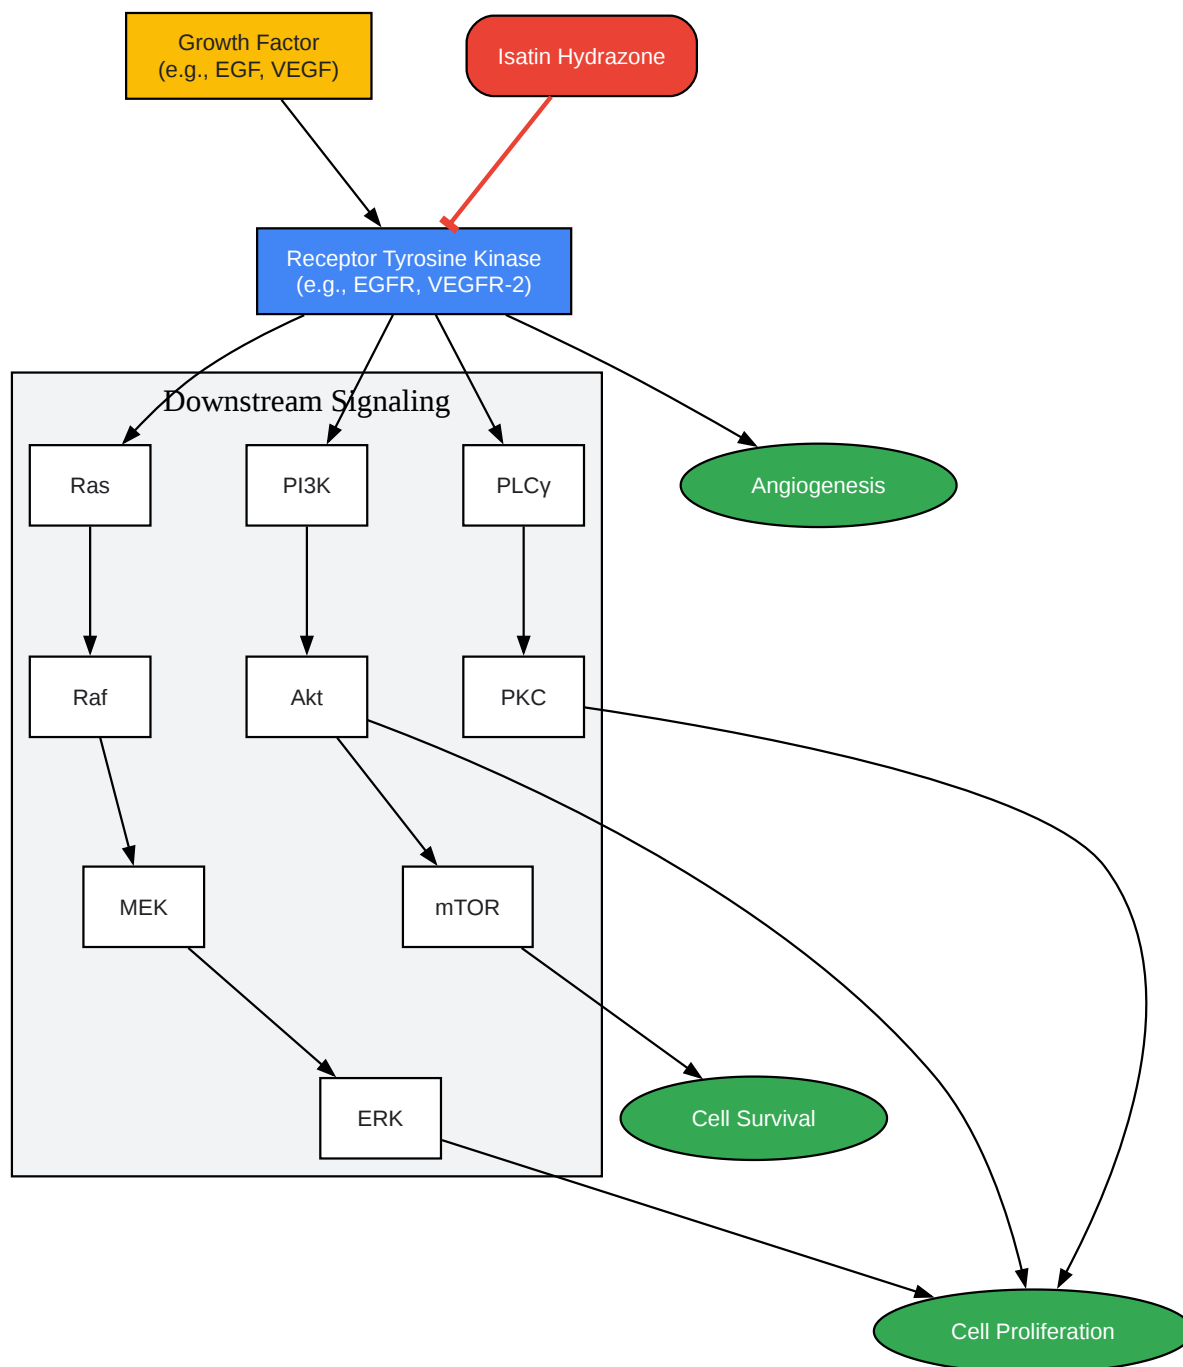 Growth Factor
(e.g., EGF, VEGF)
Isatin Hydrazone
Receptor Tyrosine Kinase
(e.g., EGFR, VEGFR-2)
Downstream Signaling
Ras
PI3K
PLCγ
Angiogenesis
Raf
Akt
PKC
MEK
mTOR
ERK
Cell Survival
Cell Proliferation